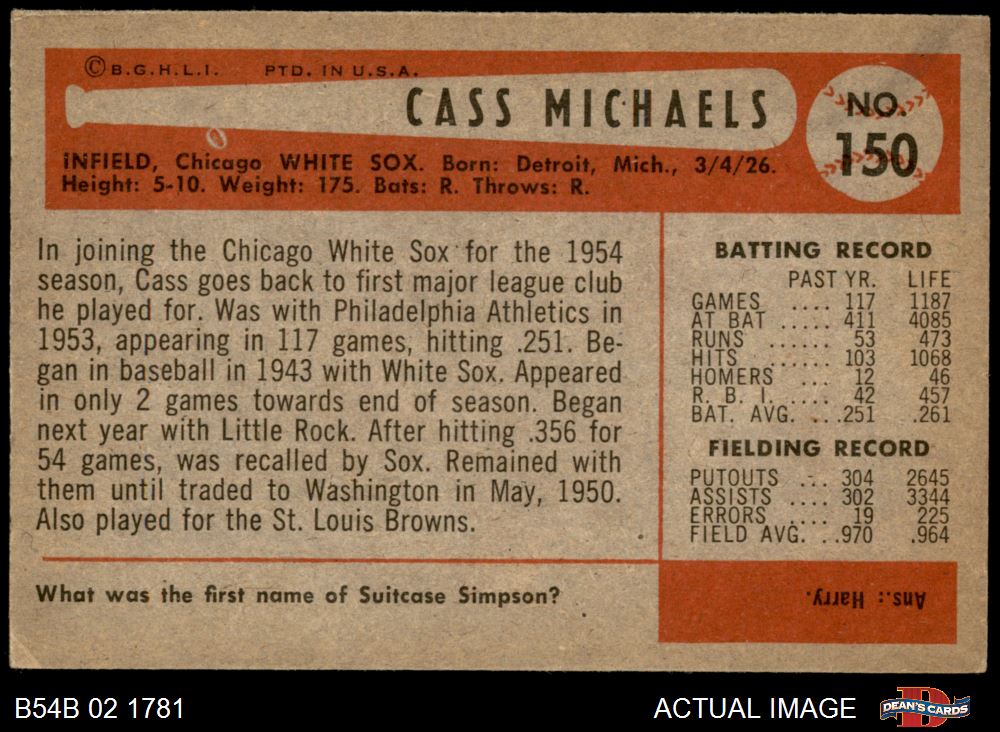 © B.G.H.L.I. PTD. IN U.S.A.
CASS MICHAELS
NO.
150
INFIELD, Chicago WHITE SOX. Born: Detroit, Mich., 3/4/26.
Height: 5-10. Weight: 175. Bats: R. Throws: R.
In joining the Chicago White Sox for the 1954
season, Cass goes back to first major league club
he played for. Was with Philadelphia Athletics in
1953, appearing in 117 games, hitting .251. Be-
gan in baseball in 1943 with White Sox. Appeared
in only 2 games towards end of season. Began
next year with Little Rock. After hitting .356 for
54 games, was recalled by Sox. Remained with
them until traded to Washington in May, 1950.
Also played for the St. Louis Browns.
BATTING RECORD
PAST YR. LIFE
GAMES .... 117 1187
AT BAT ..... 411 4085
RUNS ...... 53 473
HITS ...... 103 1068
HOMERS ... 12 46
R. B. I. .... 42 457
BAT. AVG. ...251 .261
FIELDING RECORD
PUTOUTS ... 304 2645
ASSISTS .... 302 3344
ERRORS .... 19 225
FIELD AVG. ..970 .964
What was the first name of Suitcase Simpson?
Ans.: Harry.
B54B 02 1781
ACTUAL IMAGE
D
DEAN'S CARDS